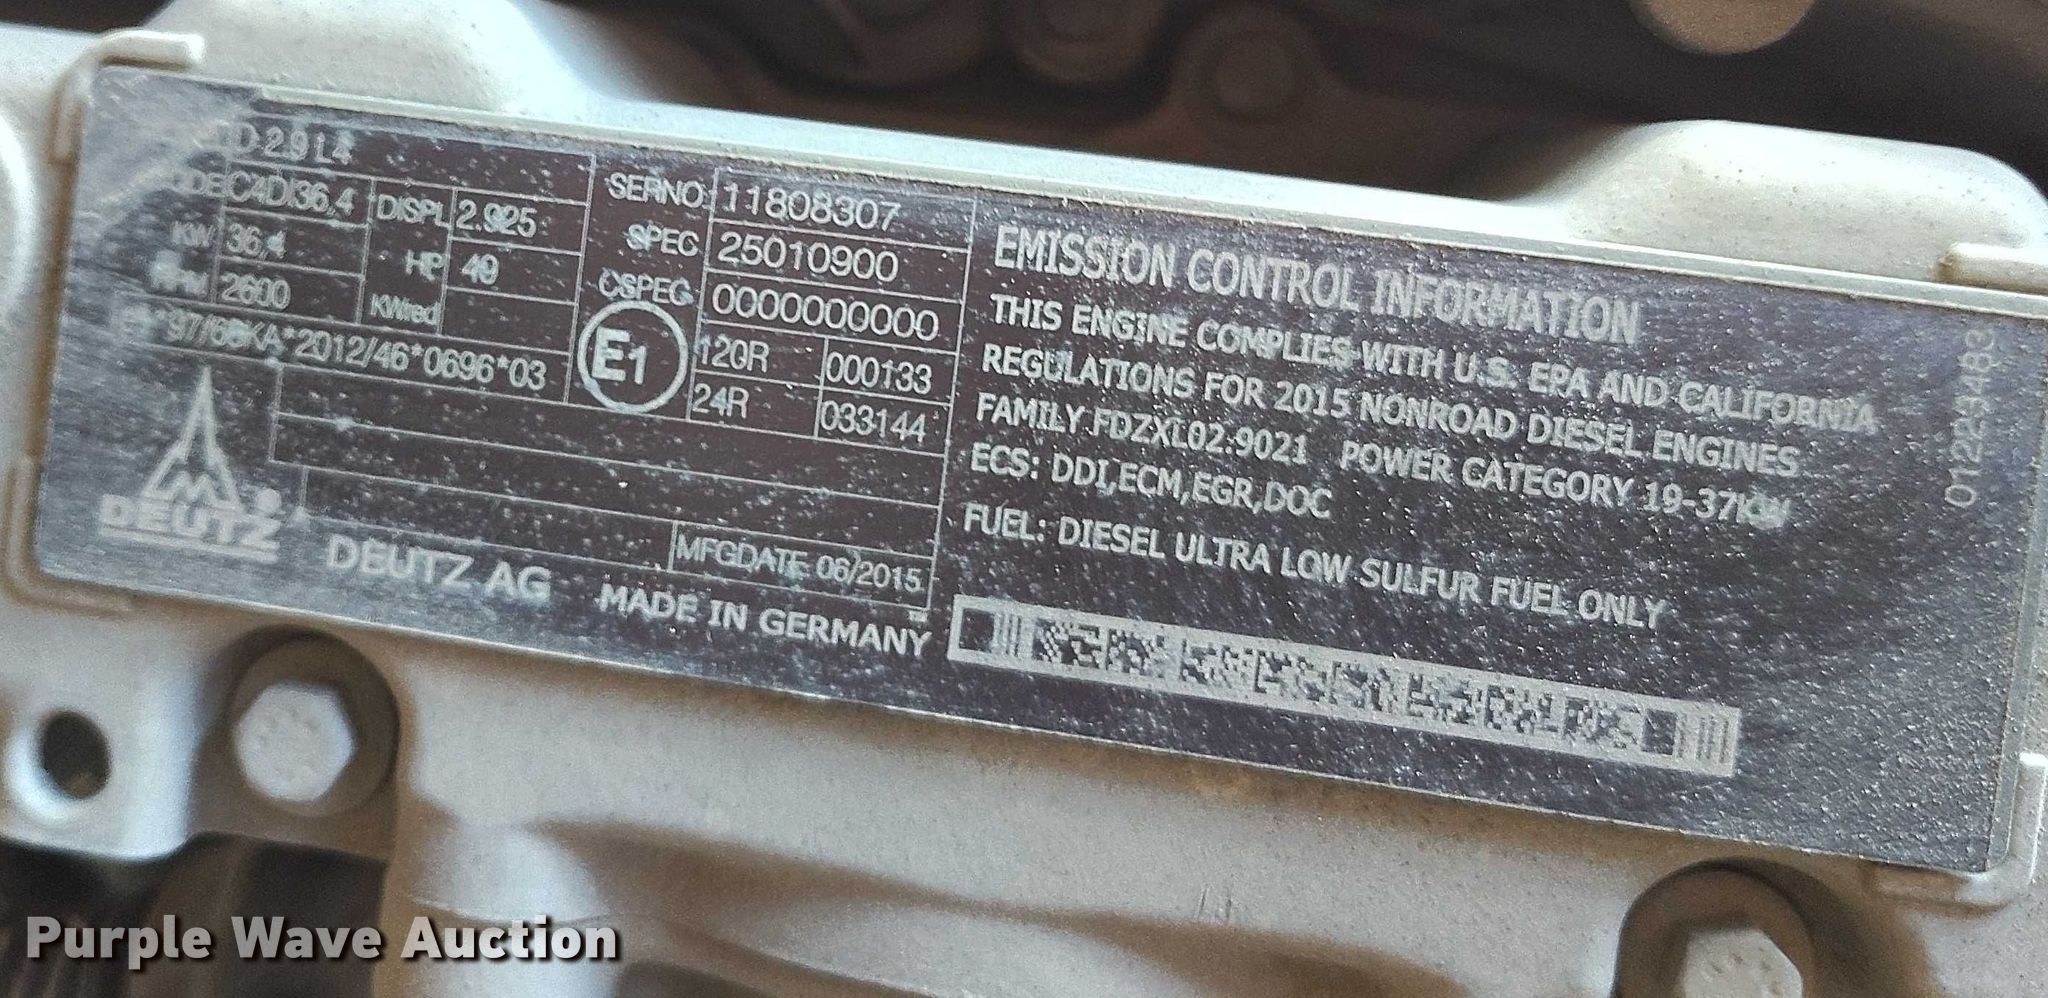 D 2.9 L4
CODE C4DI36,4 DISPL 2.925
KW 36,4 HP 49
RPM 2600 KWred
*97/68KA*2012/46*0696*03
SERNO 11808307
SPEC 25010900
CSPEC 0000000000
E1 120R 000133
24R 033144
DEUTZ
MFGDATE 06/2015
DEUTZ AG MADE IN GERMANY
EMISSION CONTROL INFORMATION
THIS ENGINE COMPLIES WITH U.S. EPA AND CALIFORNIA
REGULATIONS FOR 2015 NONROAD DIESEL ENGINES
FAMILY FDZXL02.9021 POWER CATEGORY 19-37KW
ECS: DDI,ECM,EGR,DOC
FUEL: DIESEL ULTRA LOW SULFUR FUEL ONLY
01223483
Purple Wave Auction